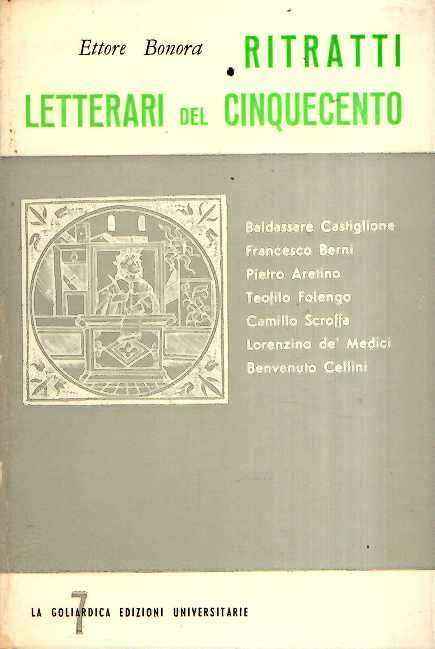 Ettore Bonora RITRATTI
LETTERARI DEL CINQUECENTO
Baldassare Castiglione
Francesco Berni
Pietro Aretino
Teofilo Folengo
Camillo Scroffa
Lorenzino de' Medici
Benvenuto Cellini
7
LA GOLIARDICA EDIZIONI UNIVERSITARIE